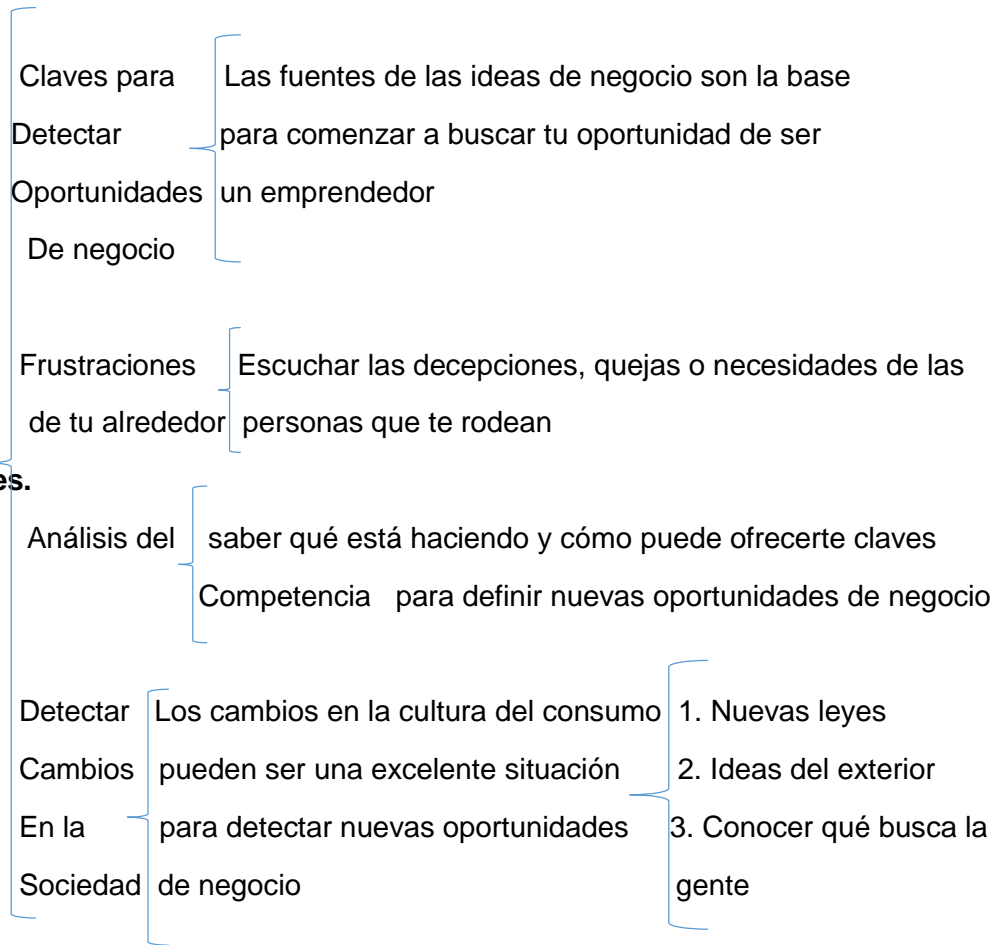 Claves para Las fuentes de las ideas de negocio son la base
Detectar para comenzar a buscar tu oportunidad de ser
Oportunidades un emprendedor
De negocio
Frustraciones Escuchar las decepciones, quejas o necesidades de las
de tu alrededor personas que te rodean
es.
Análisis del saber qué está haciendo y cómo puede ofrecerte claves
Competencia para definir nuevas oportunidades de negocio
Detectar Los cambios en la cultura del consumo 1. Nuevas leyes
Cambios pueden ser una excelente situación 2. Ideas del exterior
En la para detectar nuevas oportunidades 3. Conocer qué busca la
Sociedad de negocio gente